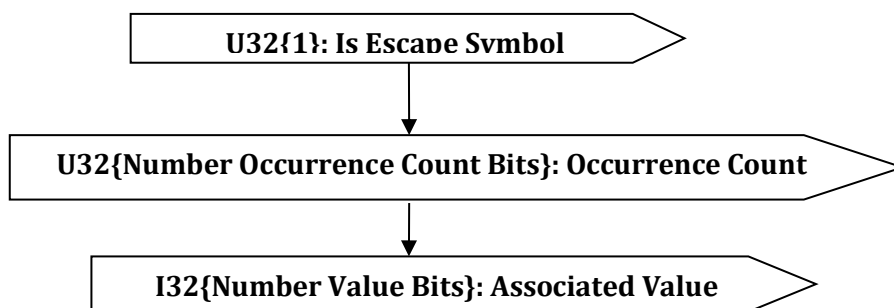 U32{1}: Is Escape Symbol
U32{Number Occurrence Count Bits}: Occurrence Count
I32{Number Value Bits}: Associated Value